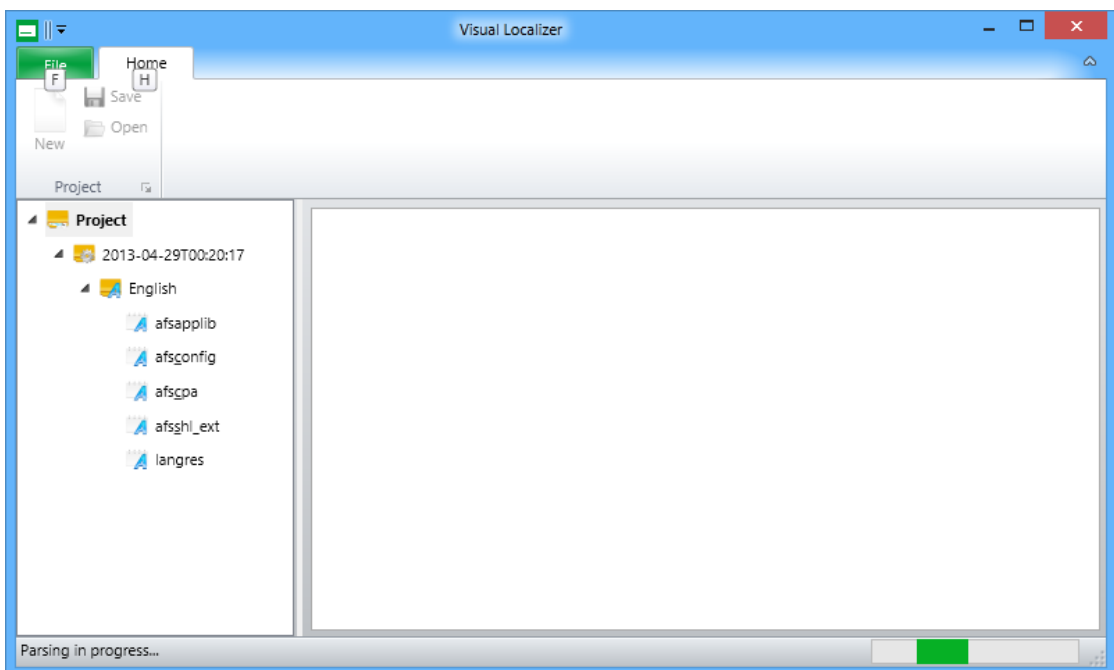 Visual Localizer
File
Home
F
H
Save
Open
New
Project
Project
2013-04-29T00:20:17
English
afsapplib
afsconfig
afscpa
afsshl_ext
langres
Parsing in progress...